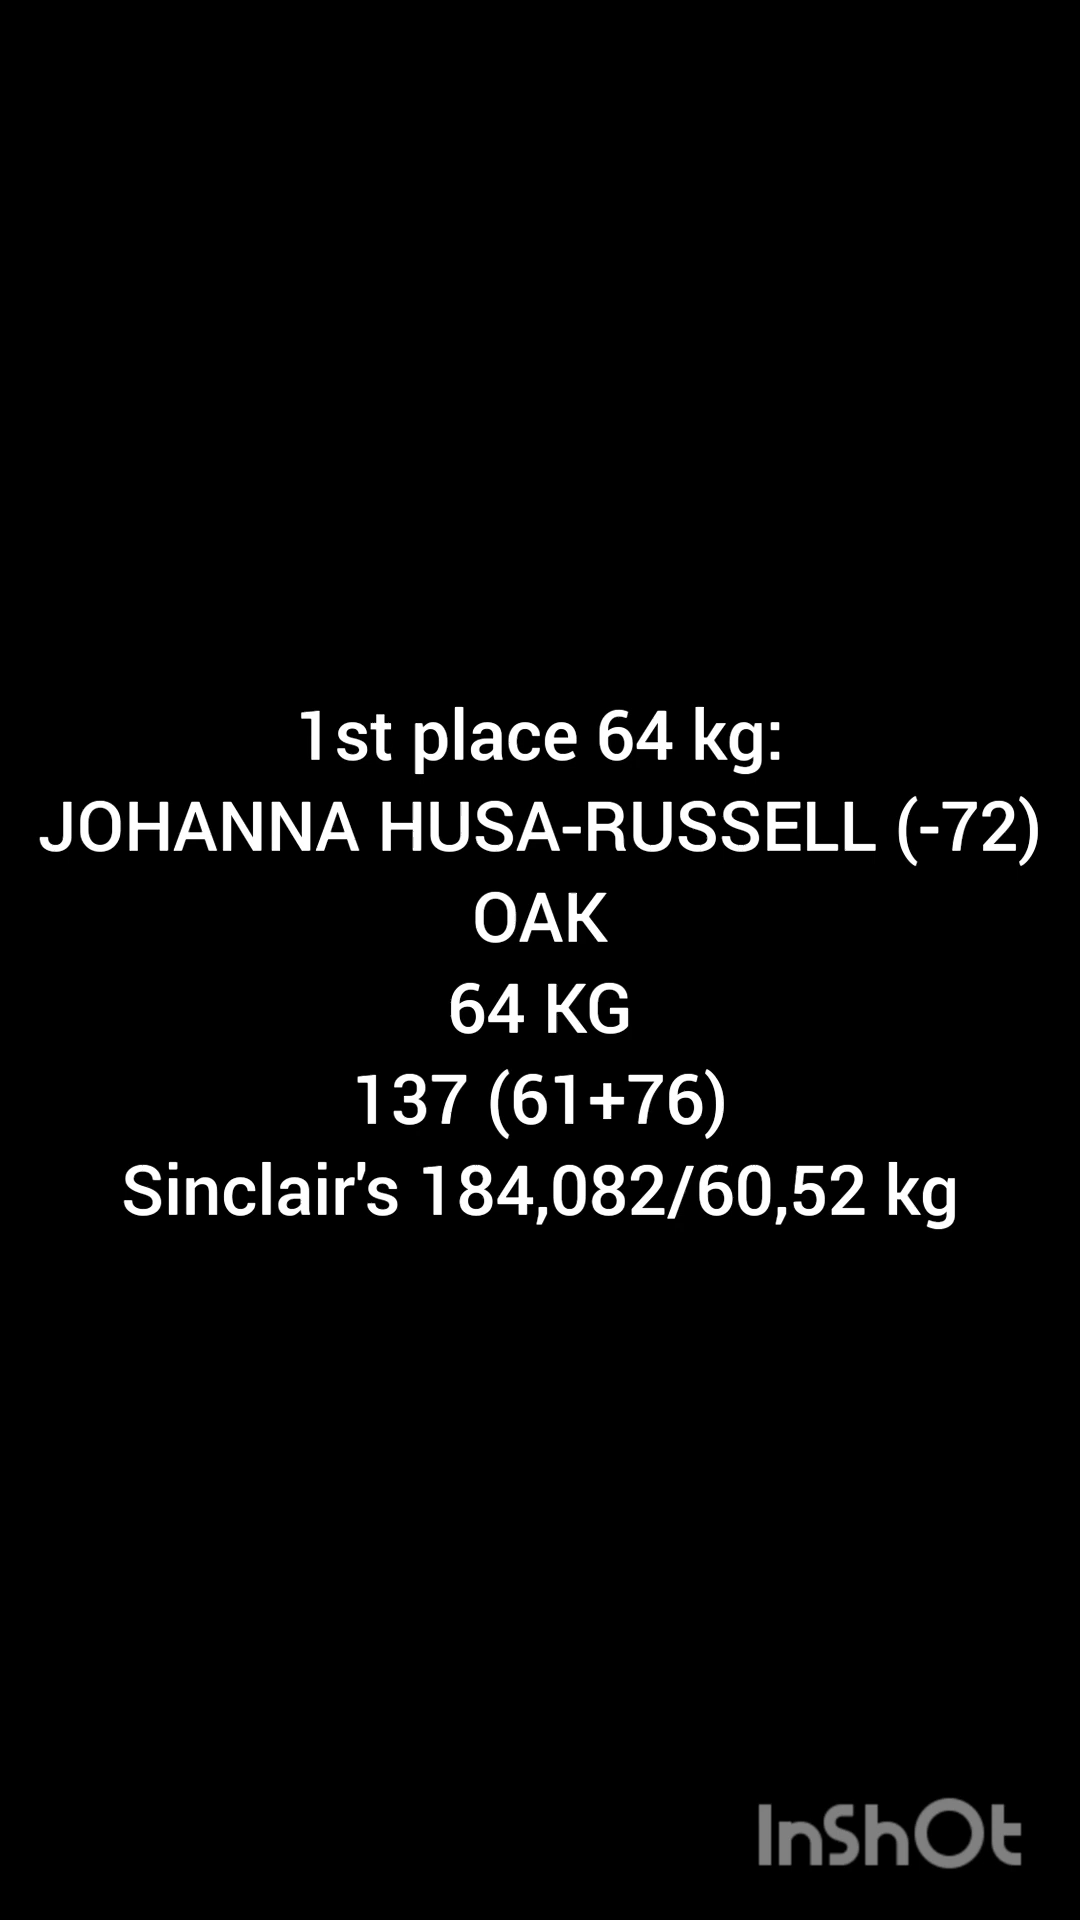 1st place 64 kg:
JOHANNA HUSA-RUSSELL (-72)
OAK
64 KG
137 (61+76)
Sinclair's 184,082/60,52 kg
InShOt